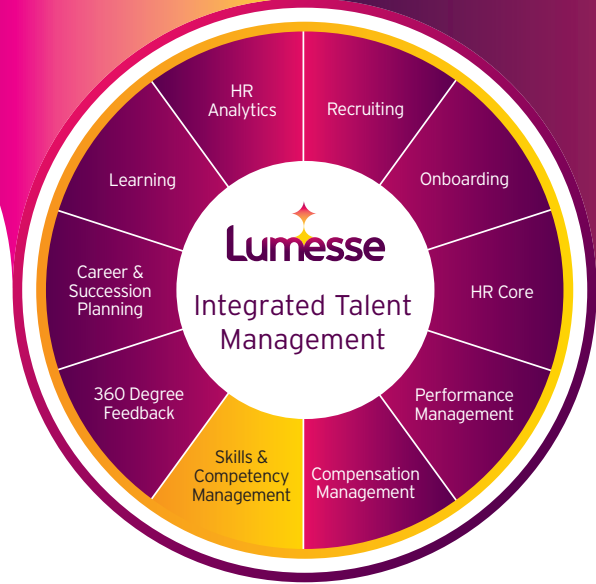 HR
Analytics
Recruiting
Learning
Onboarding
Lumesse
Integrated Talent
Management
Career &
Succession
Planning
HR Core
360 Degree
Feedback
Performance
Management
Skills &
Competency
Management
Compensation
Management